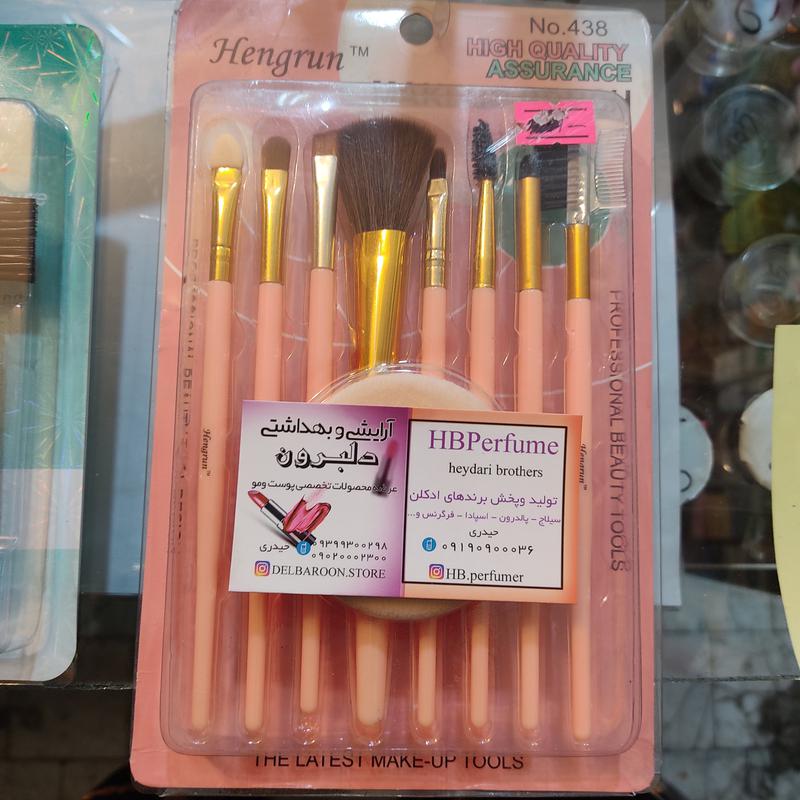 Hengrun™
No.438
HIGH QUALITY
ASSURANCE
PROFESSIONAL BEAUTY TOOLS
Hengrun
Hengrun
آرایشی و بهداشتی
دلبرون
عرضه محصولات تخصصی پوست ومو
۰۹۳۹۹۳۰۰۲۹۸
۰۹۰۲۰۰۰۲۳۰۰
حیدری
DELBAROON.STORE
HBPerfume
heydari brothers
تولید وپخش برندهای ادکلن
سیلاج - پالدرون - اسپادا - فرگرنس و...
حیدری
۰۹۱۹۰۹۰۰۰۳۶
HB.perfumer
THE LATEST MAKE-UP TOOLS